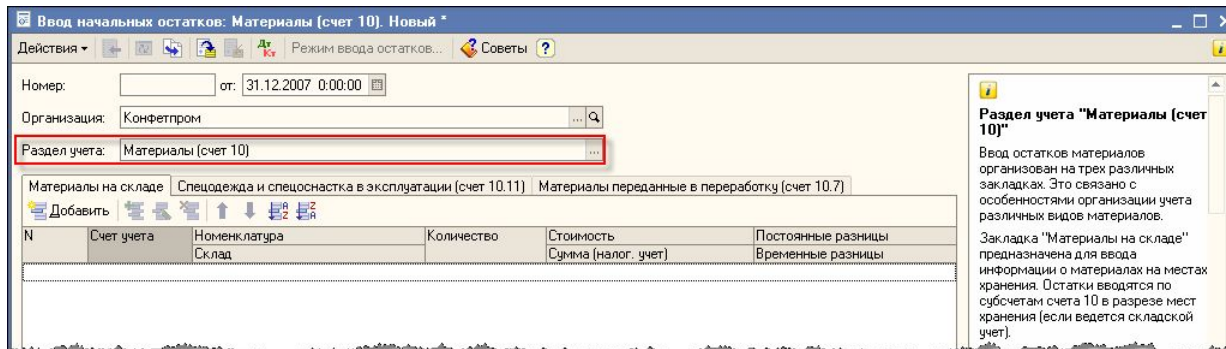 Ввод начальных остатков: Материалы (счет 10). Новый *
Действия Дт Кт Режим ввода остатков... Советы ?
Номер: от: 31.12.2007 0:00:00
Организация: Конфетпром ...
Раздел учета: Материалы (счет 10) ...
Материалы на складе Спецодежда и спецоснастка в эксплуатации (счет 10.11) Материалы переданные в переработку (счет 10.7)
Добавить
N Счет учета Номенклатура Количество Стоимость Постоянные разницы
Склад Сумма (налог. учет) Временные разницы
Раздел учета "Материалы (счет
10)"
Ввод остатков материалов
организован на трех различных
закладках. Это связано с
особенностями организации учета
различных видов материалов.
Закладка "Материалы на складе"
предназначена для ввода
информации о материалах на местах
хранения. Остатки вводятся по
субсчетам счета 10 в разрезе мест
хранения (если ведется складской
учет).